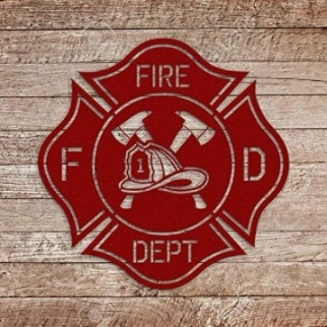 FIRE
F 1 D
DEPT